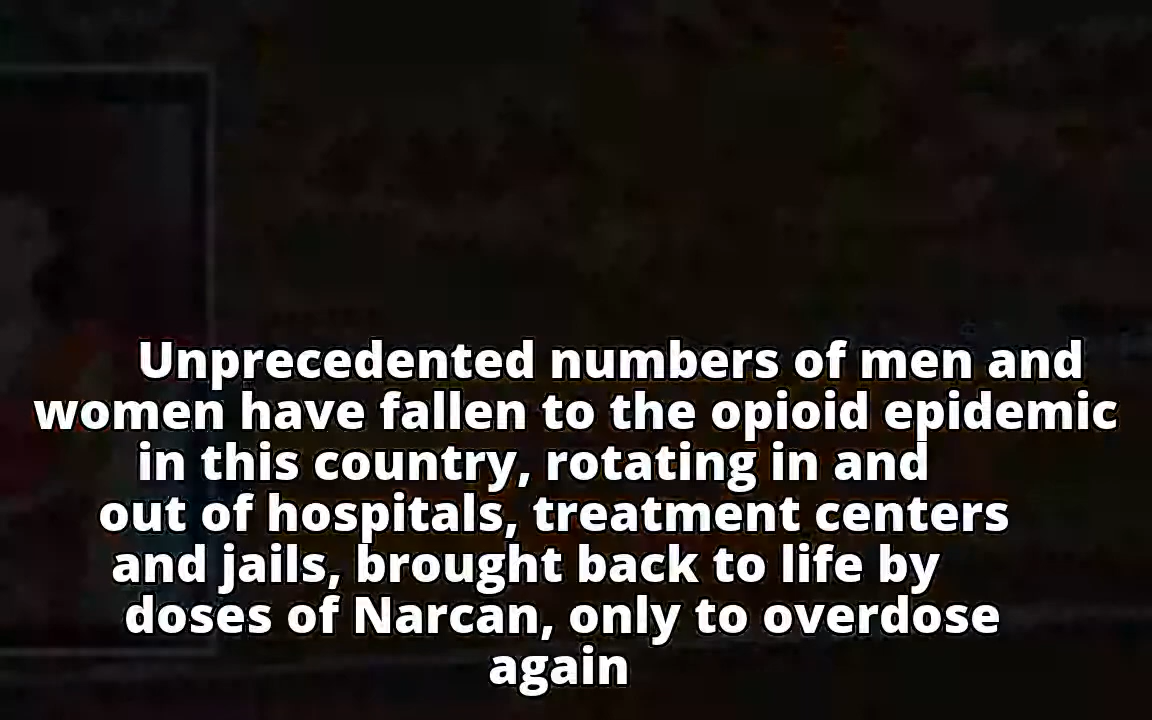 Unprecedented numbers of men and
women have fallen to the opioid epidemic
in this country, rotating in and
out of hospitals, treatment centers
and jails, brought back to life by
doses of Narcan, only to overdose
again